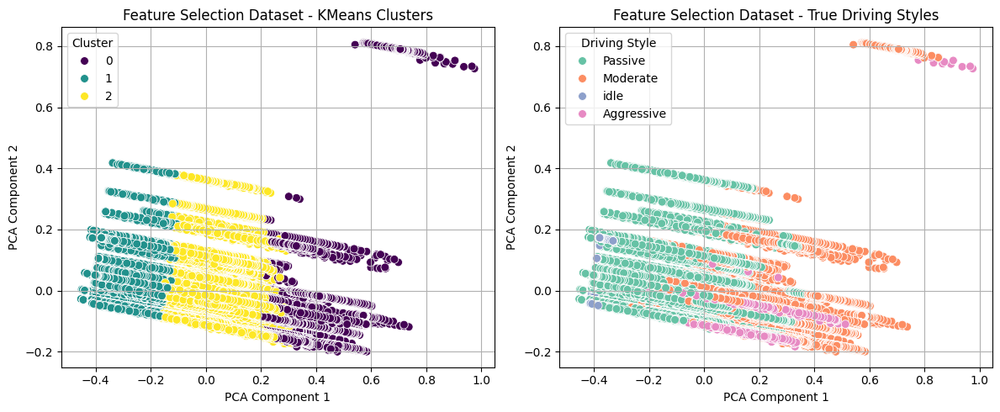 Feature Selection Dataset - KMeans Clusters
Cluster
0
1
2
PCA Component 2
0.8
0.6
0.4
0.2
0.0
−0.2
−0.4 −0.2 0.0 0.2 0.4 0.6 0.8 1.0
PCA Component 1
Feature Selection Dataset - True Driving Styles
Driving Style
Passive
Moderate
idle
Aggressive
PCA Component 2
0.8
0.6
0.4
0.2
0.0
−0.2
−0.4 −0.2 0.0 0.2 0.4 0.6 0.8 1.0
PCA Component 1